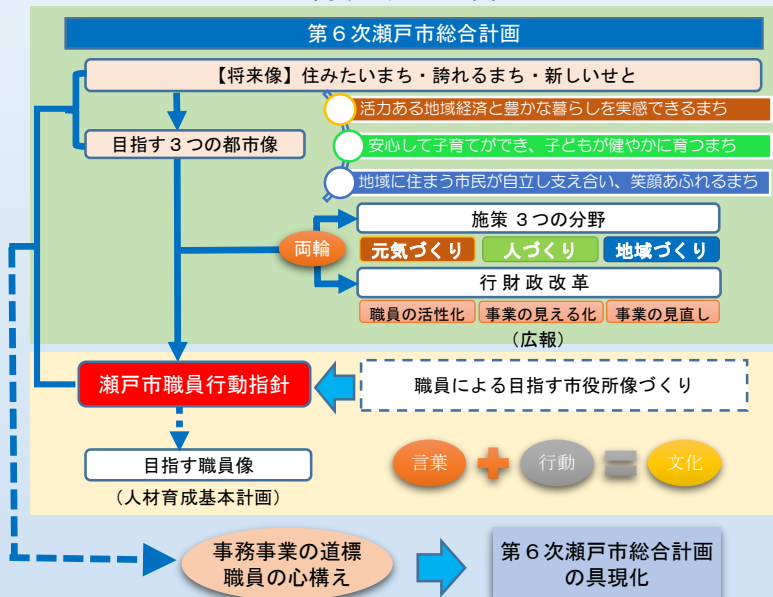 第６次瀬戸市総合計画
【将来像】住みたいまち・誇れるまち・新しいせと
活力ある地域経済と豊かな暮らしを実感できるまち
目指す３つの都市像
安心して子育てができ、子どもが健やかに育つまち
地域に住まう市民が自立し支え合い、笑顔あふれるまち
施策 ３つの分野
両輪
元気づくり
人づくり
地域づくり
行 財 政 改 革
職員の活性化
事業の見える化
事業の見直し
（広報）
瀬戸市職員行動指針
職員による目指す市役所像づくり
目指す職員像
（人材育成基本計画）
言葉
行動
文化
事務事業の道標
職員の心構え
第６次瀬戸市総合計画
の具現化